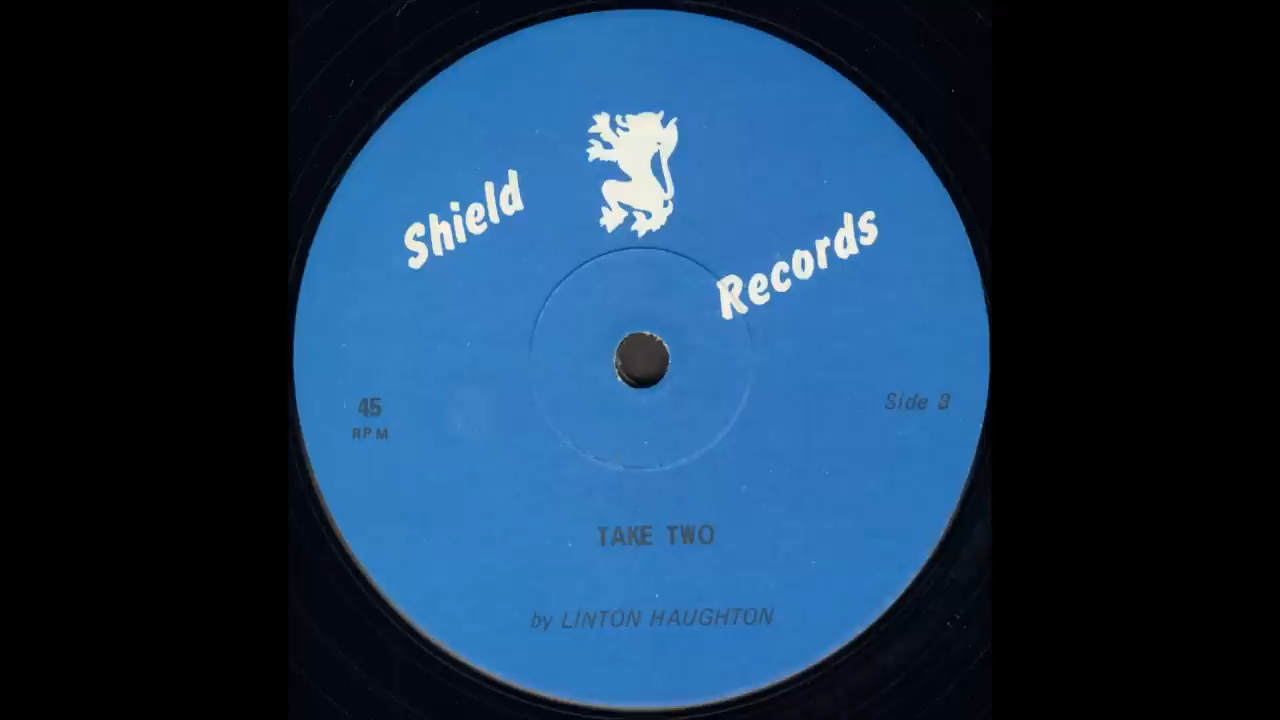 Shield
Records
45
RPM
Side B
TAKE TWO
by LINTON HAUGHTON